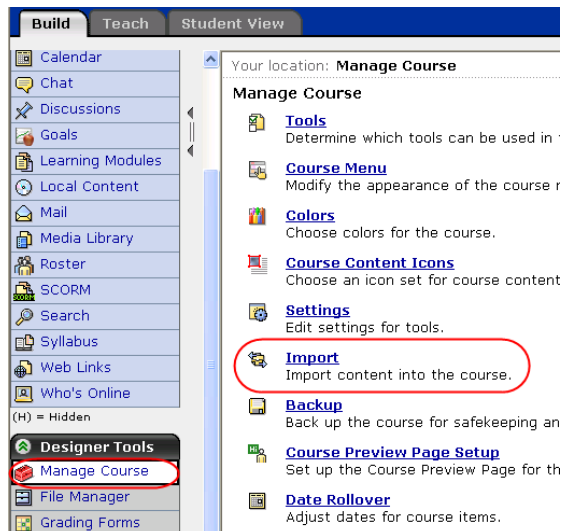 Build Teach Student View
Calendar
Chat
Discussions
Goals
Learning Modules
Local Content
Mail
Media Library
Roster
SCORM
SCORM
Search
Syllabus
Web Links
Who's Online
(H) = Hidden
Designer Tools
Manage Course
File Manager
Grading Forms
Your location: Manage Course
Manage Course
Tools
Determine which tools can be used in
Course Menu
Modify the appearance of the course
Colors
Choose colors for the course.
Course Content Icons
Choose an icon set for course content
Settings
Edit settings for tools.
Import
Import content into the course.
Backup
Back up the course for safekeeping an
Course Preview Page Setup
Set up the Course Preview Page for th
Date Rollover
Adjust dates for course items.